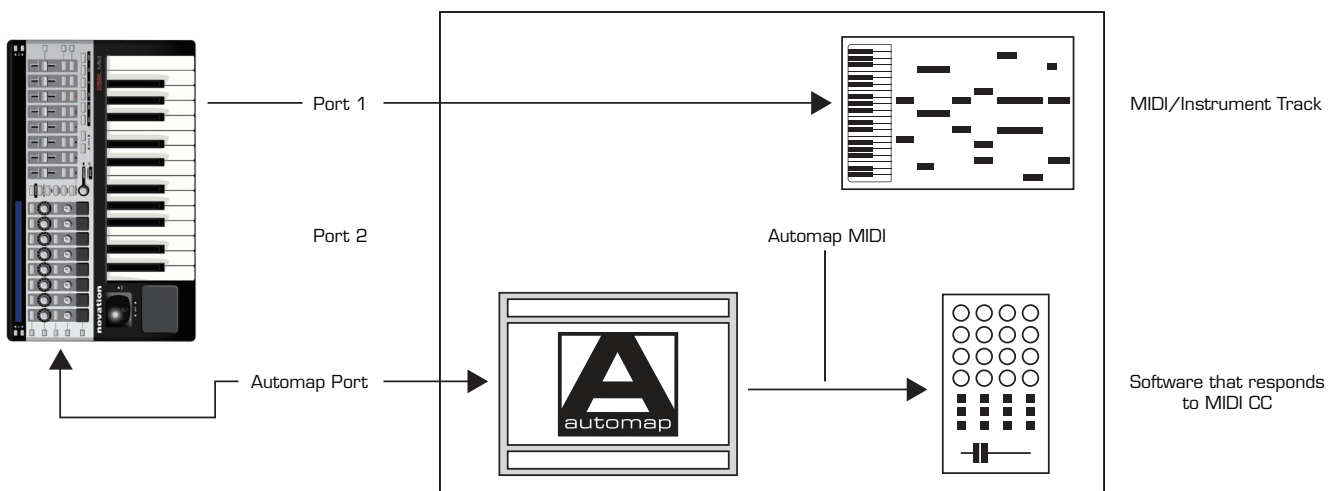 Port 1
MIDI/Instrument Track
Port 2
Automap MIDI
novation
Automap Port
A
automap
Software that responds
to MIDI CC